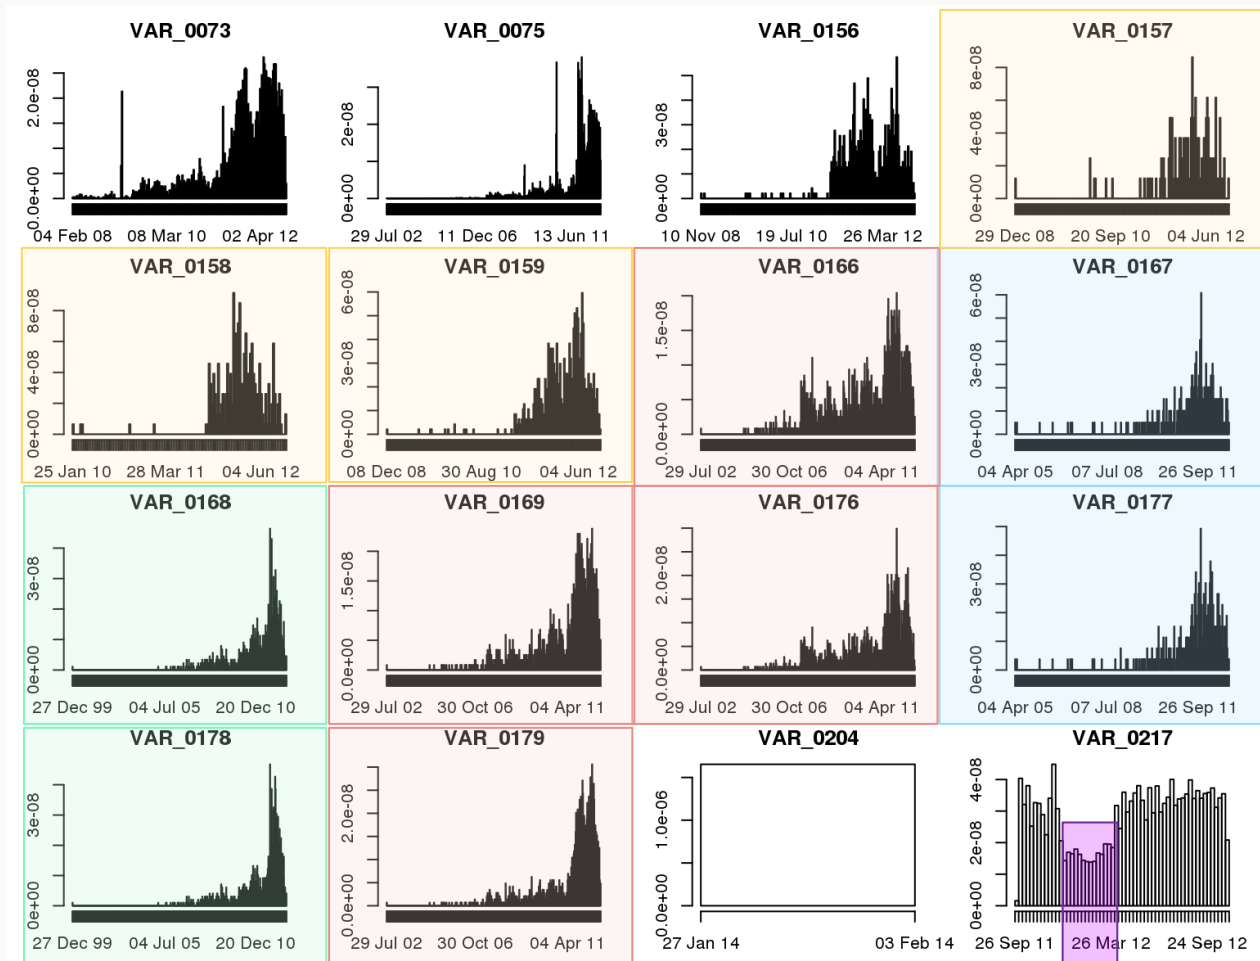 VAR_0073 VAR_0075 VAR_0156 VAR_0157
0.0e+00 2.0e-08 0e+00 2e-08 0e+00 3e-08 0e+00 4e-08 8e-08
04 Feb 08 08 Mar 10 02 Apr 12 29 Jul 02 11 Dec 06 13 Jun 11 10 Nov 08 19 Jul 10 26 Mar 12 29 Dec 08 20 Sep 10 04 Jun 12
VAR_0158 VAR_0159 VAR_0166 VAR_0167
0e+00 4e-08 8e-08 0e+00 3e-08 6e-08 0.0e+00 1.5e-08 0e+00 3e-08 6e-08
25 Jan 10 28 Mar 11 04 Jun 12 08 Dec 08 30 Aug 10 04 Jun 12 29 Jul 02 30 Oct 06 04 Apr 11 04 Apr 05 07 Jul 08 26 Sep 11
VAR_0168 VAR_0169 VAR_0176 VAR_0177
0e+00 3e-08 0.0e+00 1.5e-08 0.0e+00 2.0e-08 0e+00 3e-08
27 Dec 99 04 Jul 05 20 Dec 10 29 Jul 02 30 Oct 06 04 Apr 11 29 Jul 02 30 Oct 06 04 Apr 11 04 Apr 05 07 Jul 08 26 Sep 11
VAR_0178 VAR_0179 VAR_0204 VAR_0217
0e+00 3e-08 0.0e+00 2.0e-08 0.0e+00 1.0e-06 0e+00 2e-08 4e-08
27 Dec 99 04 Jul 05 20 Dec 10 29 Jul 02 30 Oct 06 04 Apr 11 27 Jan 14 03 Feb 14 26 Sep 11 26 Mar 12 24 Sep 12